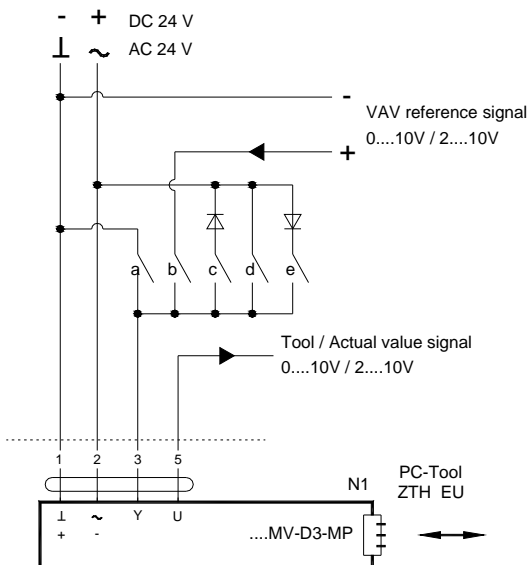 - + DC 24 V
⊥ ~ AC 24 V
-
VAV reference signal
0....10V / 2....10V
+
a b c d e
Tool / Actual value signal
0....10V / 2....10V
1 2 3 5
N1
PC-Tool
ZTH EU
⊥ ~ Y U
+ -
....MV-D3-MP